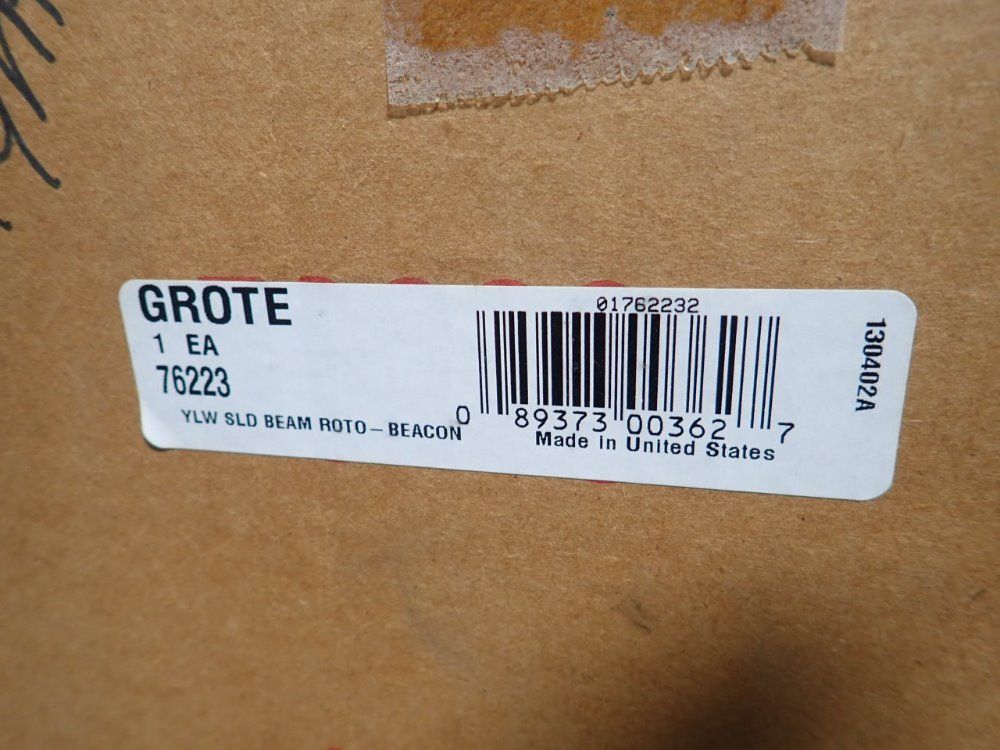 GROTE
1 EA
76223
YLW SLD BEAM ROTO-BEACON
01762232
0 89373 00362 7
Made in United States
130402A